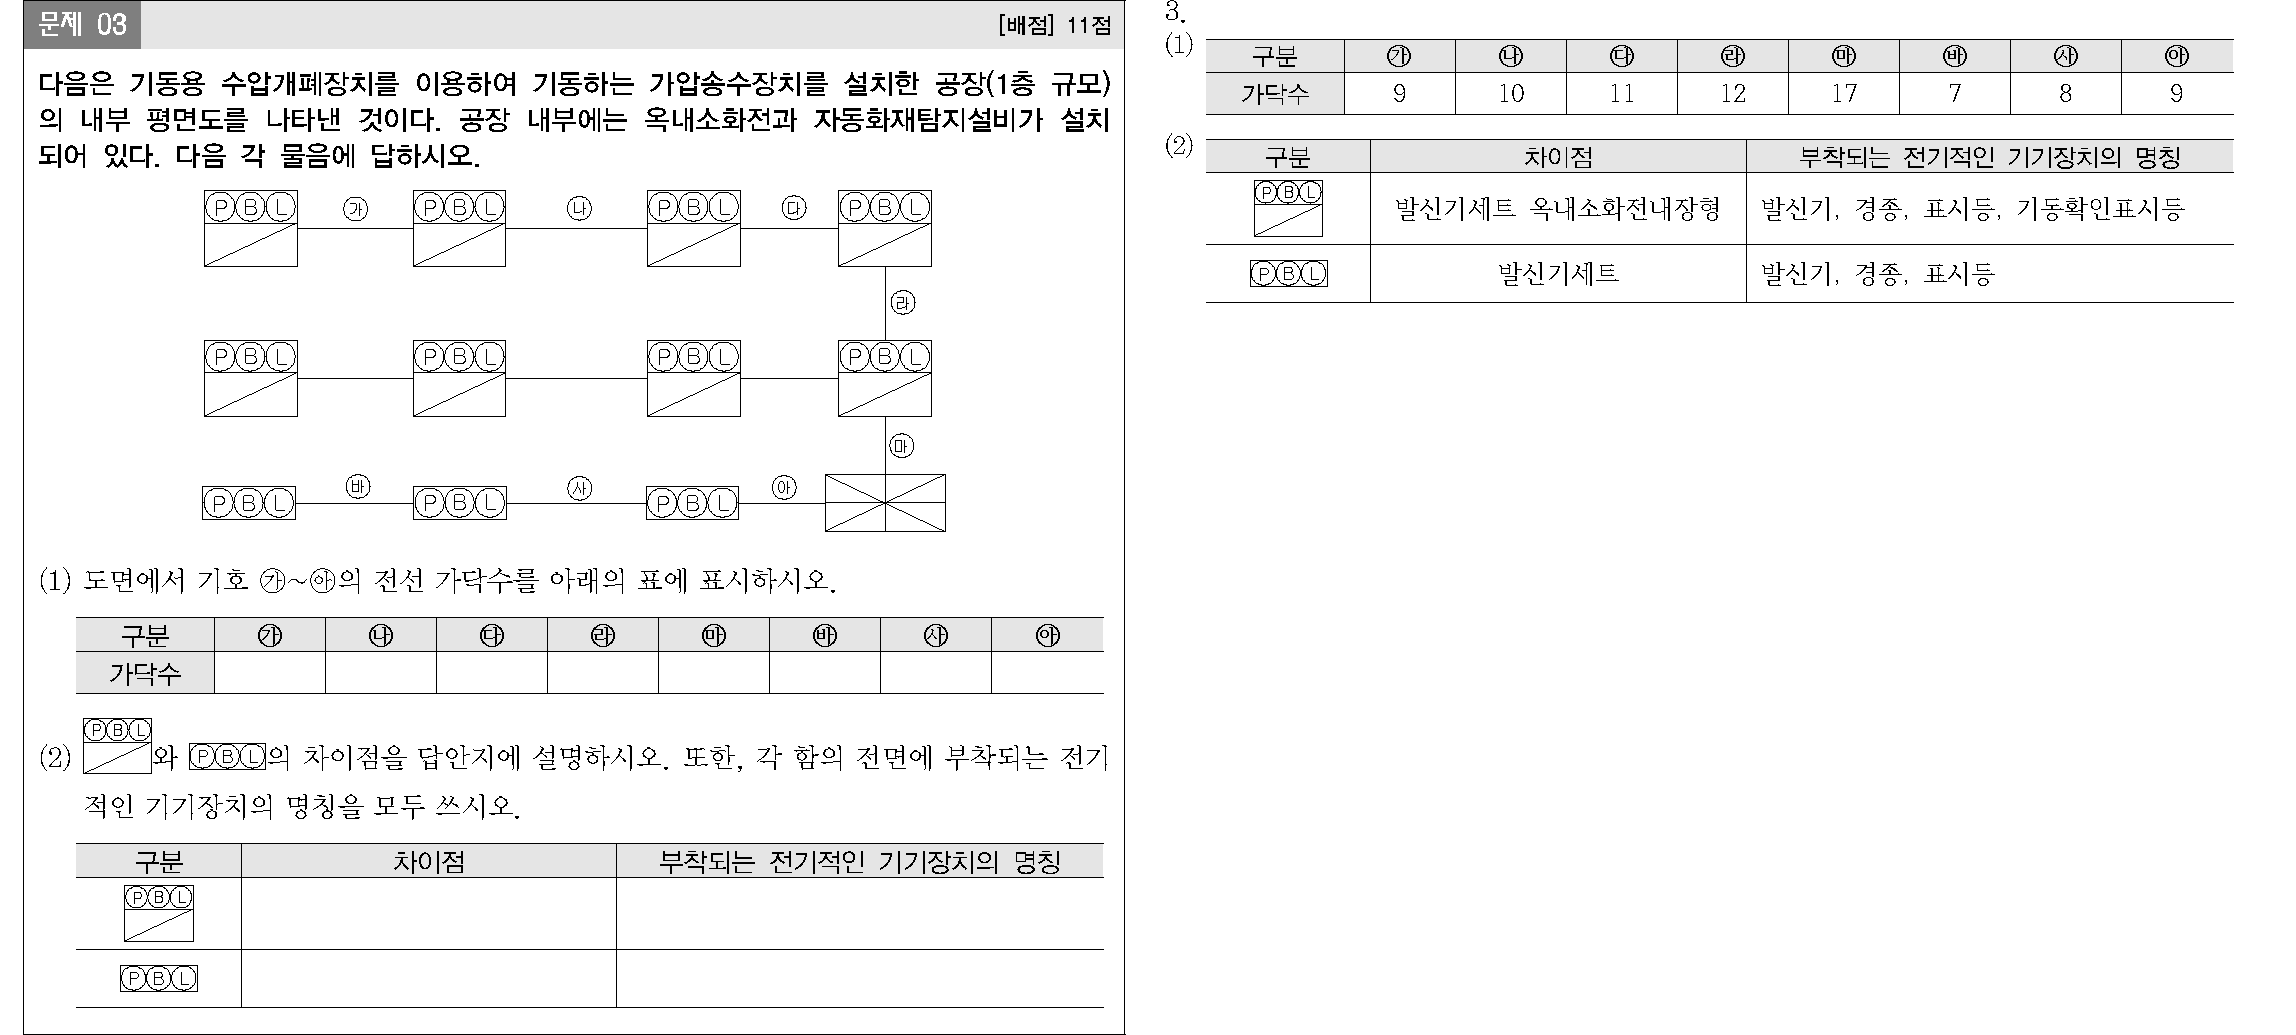 문제 03
[배점] 11점
다음은 기동용 수압개폐장치를 이용하여 기동하는 가압송수장치를 설치한 공장(1층 규모)
의 내부 평면도를 나타낸 것이다. 공장 내부에는 옥내소화전과 자동화재탐지설비가 설치
되어 있다. 다음 각 물음에 답하시오.
ⓅⒷⓁ ㉮ ⓅⒷⓁ ㉯ ⓅⒷⓁ ㉰ ⓅⒷⓁ
㉱
ⓅⒷⓁ ⓅⒷⓁ ⓅⒷⓁ ⓅⒷⓁ
㉲
ⓅⒷⓁ ㉳ ⓅⒷⓁ ㉴ ⓅⒷⓁ ㉵
(1) 도면에서 기호 ㉮~㉵의 전선 가닥수를 아래의 표에 표시하시오.
구분 ㉮ ㉯ ㉰ ㉱ ㉲ ㉳ ㉴ ㉵
가닥수
(2) ⓅⒷⓁ와 ⓅⒷⓁ의 차이점을 답안지에 설명하시오. 또한, 각 함의 전면에 부착되는 전기
적인 기기장치의 명칭을 모두 쓰시오.
구분 차이점 부착되는 전기적인 기기장치의 명칭
ⓅⒷⓁ
ⓅⒷⓁ
3.
(1)
구분 ㉮ ㉯ ㉰ ㉱ ㉲ ㉳ ㉴ ㉵
가닥수 9 10 11 12 17 7 8 9
(2)
구분 차이점 부착되는 전기적인 기기장치의 명칭
ⓅⒷⓁ 발신기세트 옥내소화전내장형 발신기, 경종, 표시등, 기동확인표시등
ⓅⒷⓁ 발신기세트 발신기, 경종, 표시등